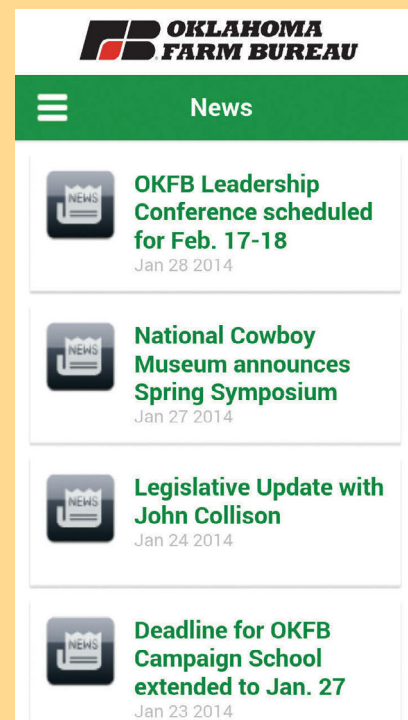 OKLAHOMA
FARM BUREAU
News
NEWS
OKFB Leadership
Conference scheduled
for Feb. 17-18
Jan 28 2014
NEWS
National Cowboy
Museum announces
Spring Symposium
Jan 27 2014
NEWS
Legislative Update with
John Collison
Jan 24 2014
NEWS
Deadline for OKFB
Campaign School
extended to Jan. 27
Jan 23 2014